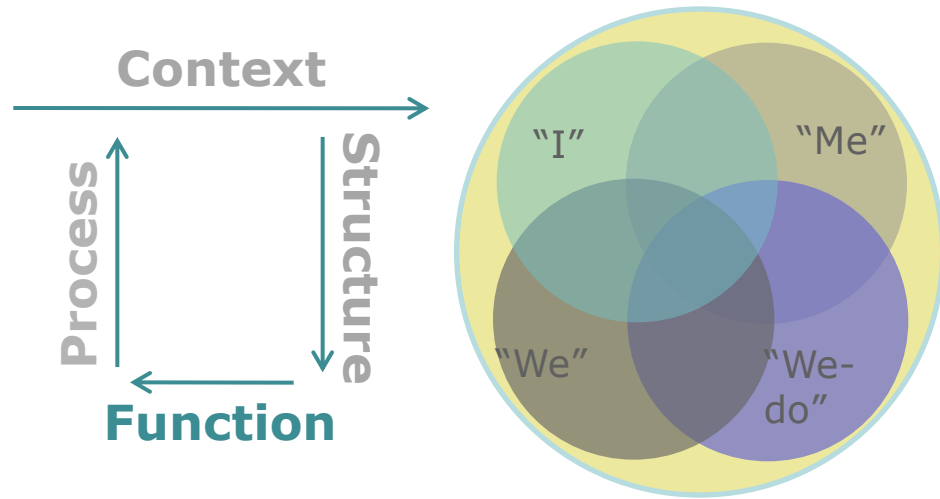 Context
Structure
Process
Function
“I”
“Me”
“We”
“We-
do”